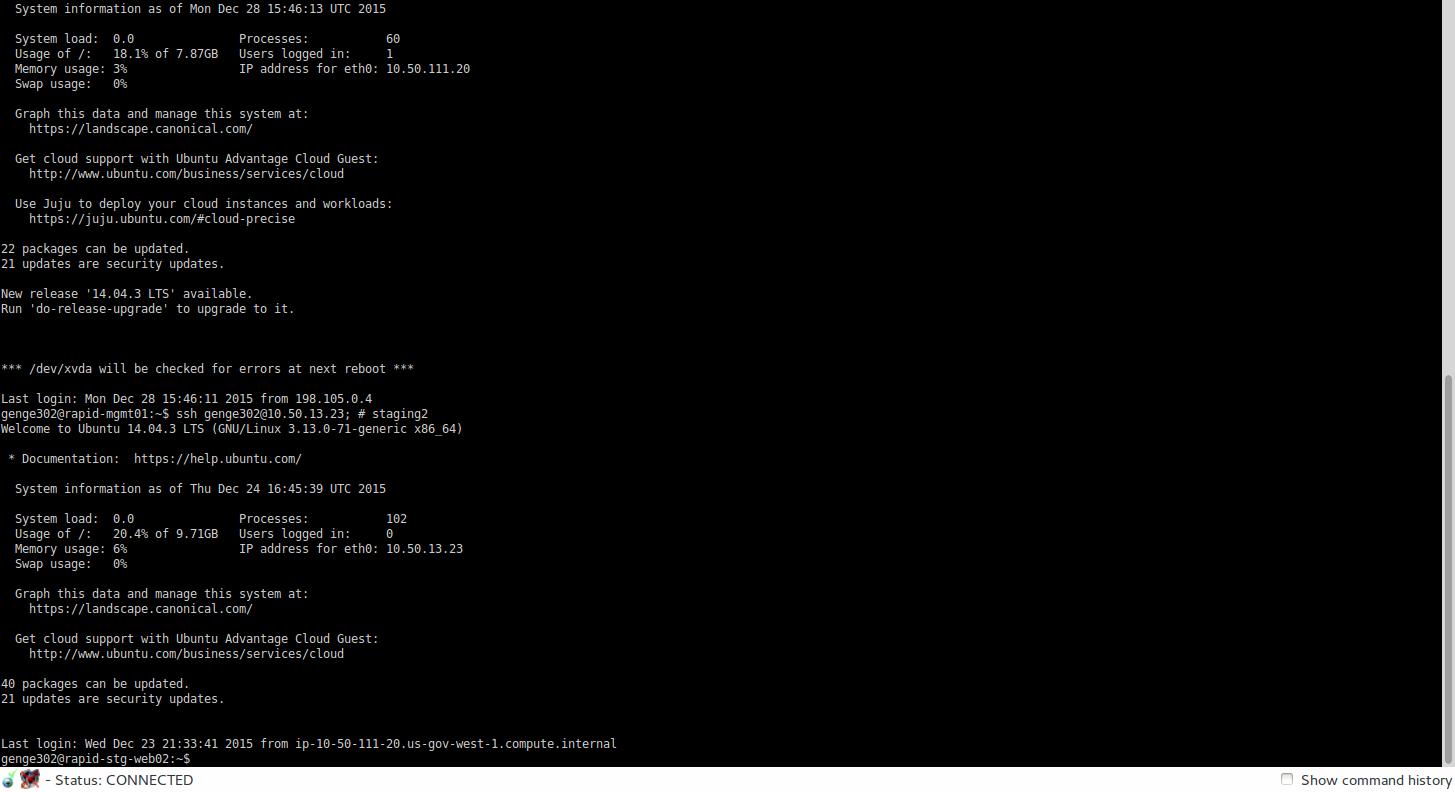 System information as of Mon Dec 28 15:46:13 UTC 2015
System load:  0.0               Processes:           60
Usage of /:   18.1% of 7.87GB   Users logged in:     1
Memory usage: 3%                IP address for eth0: 10.50.111.20
Swap usage:   0%
Graph this data and manage this system at:
https://landscape.canonical.com/
Get cloud support with Ubuntu Advantage Cloud Guest:
http://www.ubuntu.com/business/services/cloud
Use Juju to deploy your cloud instances and workloads:
https://juju.ubuntu.com/#cloud-precise
22 packages can be updated.
21 updates are security updates.
New release '14.04.3 LTS' available.
Run 'do-release-upgrade' to upgrade to it.
*** /dev/xvda will be checked for errors at next reboot ***
Last login: Mon Dec 28 15:46:11 2015 from 198.105.0.4
genge302@rapid-mgmt01:~$ ssh genge302@10.50.13.23; # staging2
Welcome to Ubuntu 14.04.3 LTS (GNU/Linux 3.13.0-71-generic x86_64)
* Documentation:  https://help.ubuntu.com/
System information as of Thu Dec 24 16:45:39 UTC 2015
System load:  0.0               Processes:           102
Usage of /:   20.4% of 9.71GB   Users logged in:     0
Memory usage: 6%                IP address for eth0: 10.50.13.23
Swap usage:   0%
Graph this data and manage this system at:
https://landscape.canonical.com/
Get cloud support with Ubuntu Advantage Cloud Guest:
http://www.ubuntu.com/business/services/cloud
40 packages can be updated.
21 updates are security updates.
Last login: Wed Dec 23 21:33:41 2015 from ip-10-50-111-20.us-gov-west-1.compute.internal
genge302@rapid-stg-web02:~$
- Status: CONNECTED Show command history